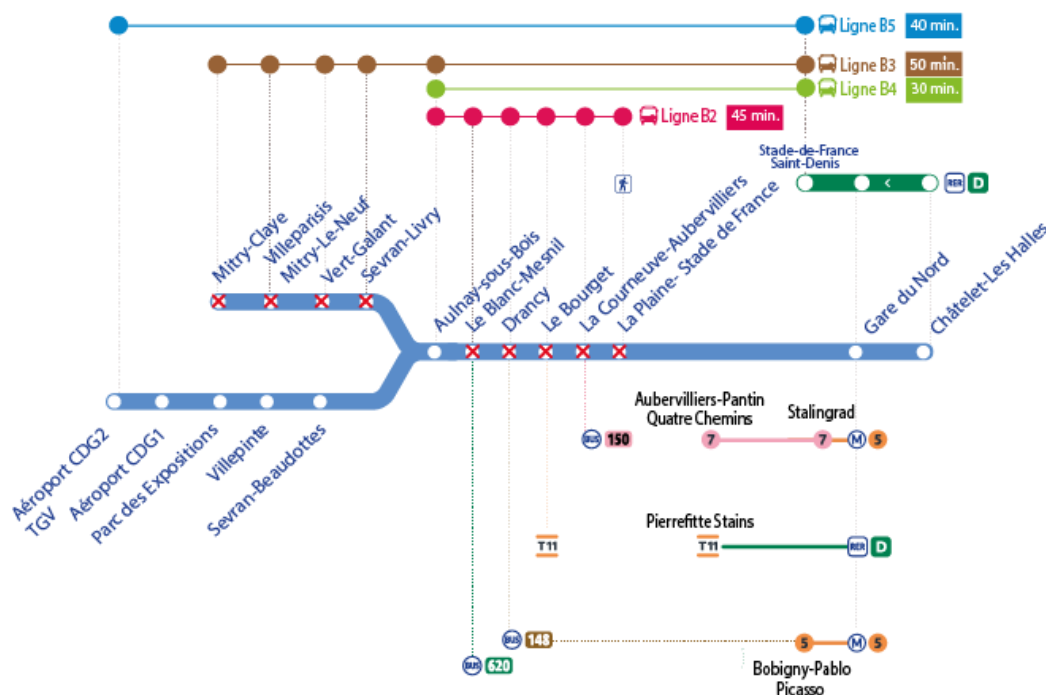 Ligne B5 40 min.
Ligne B3 50 min.
Ligne B4 30 min.
Ligne B2 45 min.
Stade-de-France
Saint-Denis
RER D
Mitry-Claye
Villeparisis
Mitry-Le-Neuf
Vert-Galant
Sevran-Livry
Aulnay-sous-Bois
Le Blanc-Mesnil
Drancy
Le Bourget
La Courneuve-Aubervilliers
La Plaine- Stade de France
Gare du Nord
Châtelet-Les Halles
Aéroport CDG2
TGV
Aéroport CDG1
Parc des Expositions
Villepinte
Sevran-Beaudottes
Aubervilliers-Pantin
Quatre Chemins
Stalingrad
BUS 150
7 7 M 5
Pierrefitte Stains
T11 T11 RER D
BUS 148 5 M 5
BUS 620
Bobigny-Pablo
Picasso